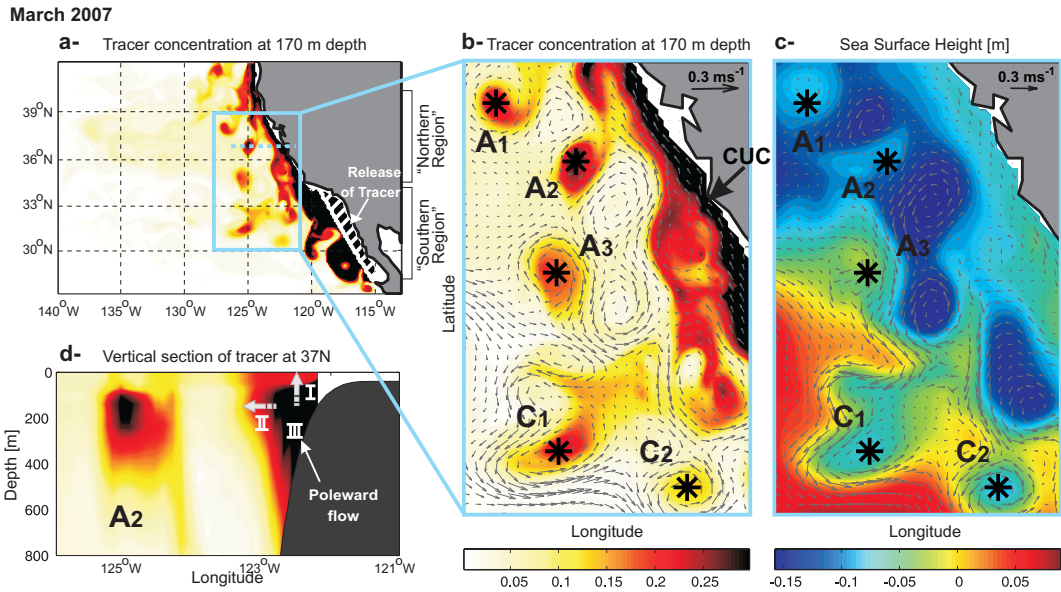 March 2007
a- Tracer concentration at 170 m depth
39°N
36°N
33°N
30°N
140°W 135°W 130°W 125°W 120°W 115°W
"Northern
Region"
"Southern
Region"
Release
of Tracer
b- Tracer concentration at 170 m depth
0.3 ms⁻¹
A1
A2
A3
C1
C2
CUC
Latitude
Longitude
0.05 0.1 0.15 0.2 0.25
c- Sea Surface Height [m]
0.3 ms⁻¹
A1
A2
A3
C1
C2
Longitude
-0.15 -0.1 -0.05 0 0.05
d- Vertical section of tracer at 37N
0
200
400
600
800
Depth [m]
I
II
III
Poleward
flow
A2
125°W 123°W 121°W
Longitude